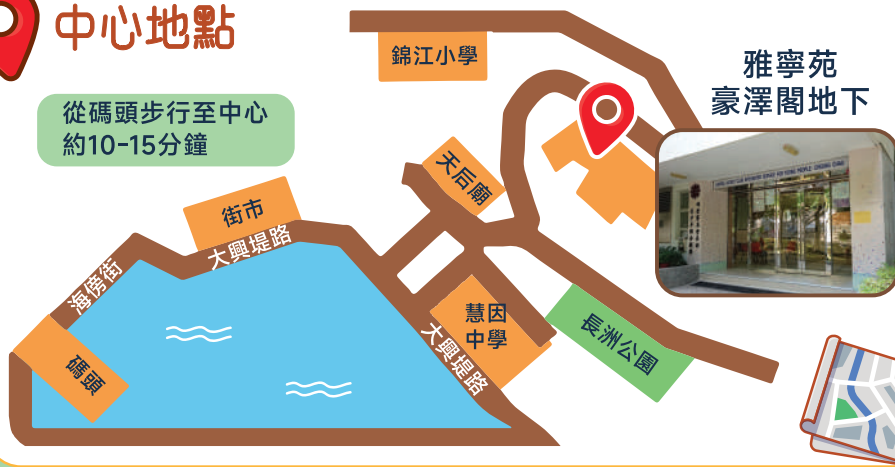 中心地點
錦江小學
雅寧苑
豪澤閣地下
從碼頭步行至中心
約10-15分鐘
天后廟
街市
大興堤路
海傍街
慧因
中學
大興堤路
長洲公園
碼頭